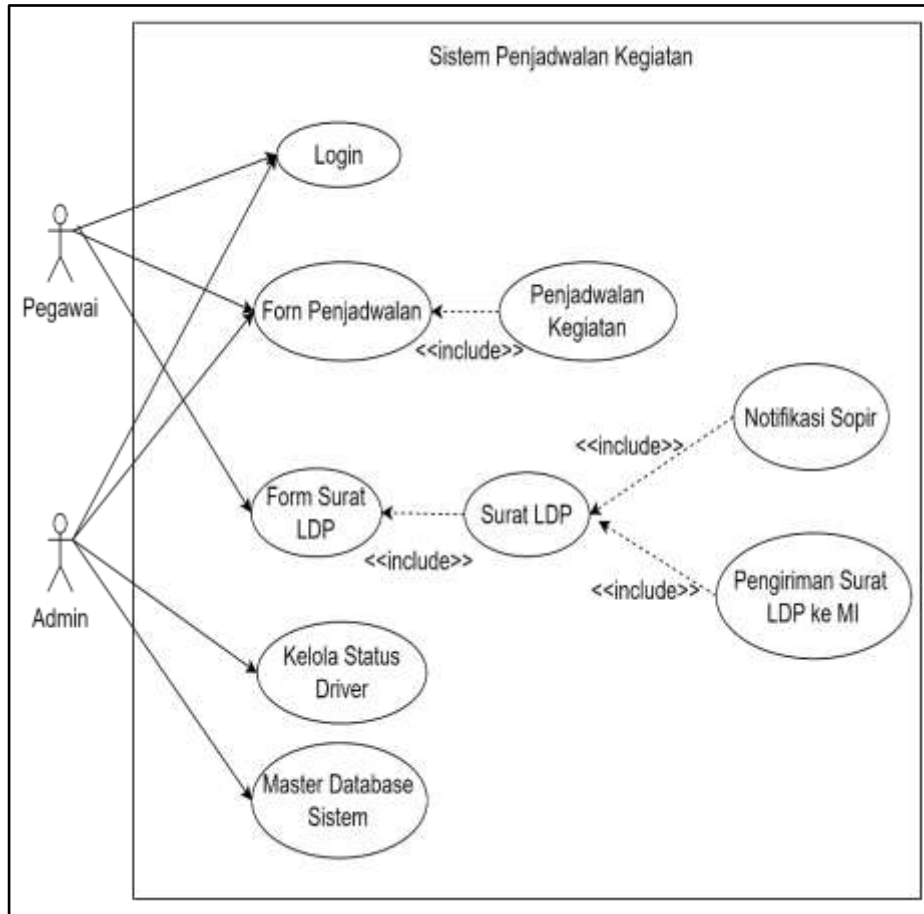 Sistem Penjadwalan Kegiatan
Login
Pegawai
Forn Penjadwalan
<<include>>
Penjadwalan
Kegiatan
Notifikasi Sopir
<<include>>
Form Surat
LDP
<<include>>
Surat LDP
<<include>>
Pengiriman Surat
LDP ke MI
Admin
Kelola Status
Driver
Master Database
Sistem